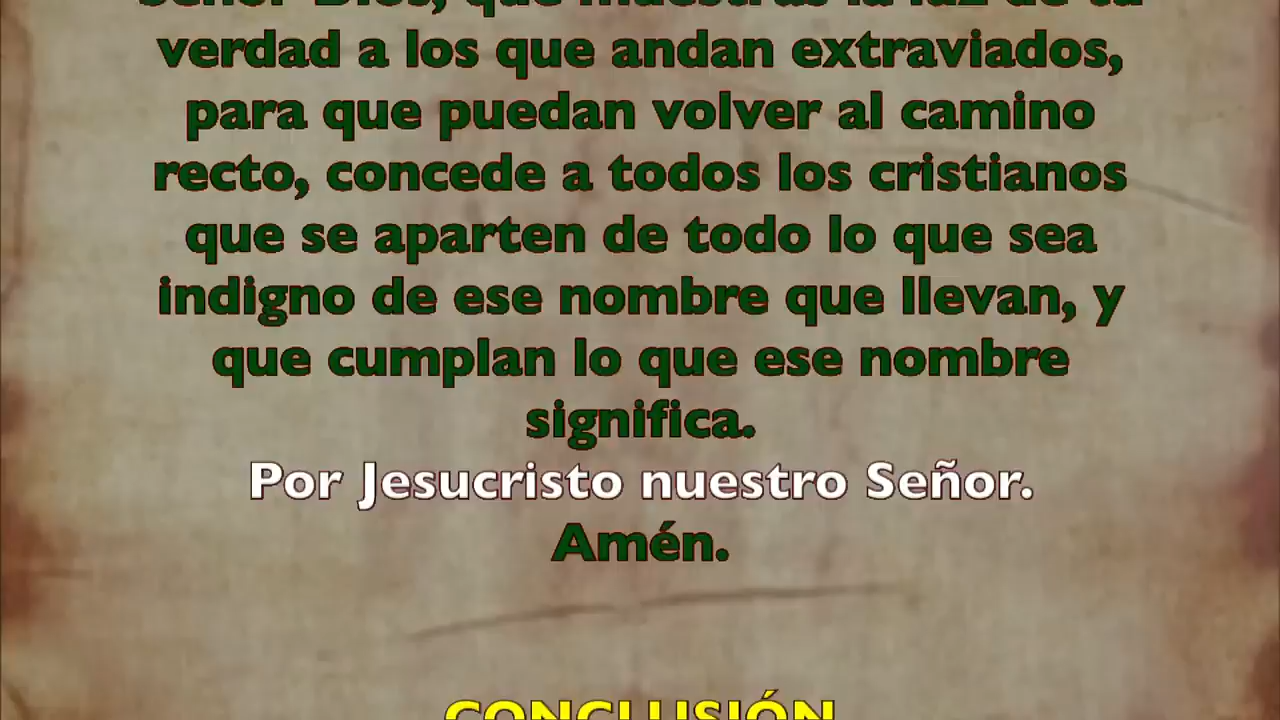 Señor Dios, que muestras la luz de tu
verdad a los que andan extraviados,
para que puedan volver al camino
recto, concede a todos los cristianos
que se aparten de todo lo que sea
indigno de ese nombre que llevan, y
que cumplan lo que ese nombre
significa.
Por Jesucristo nuestro Señor.
Amén.
CONCLUSIÓN